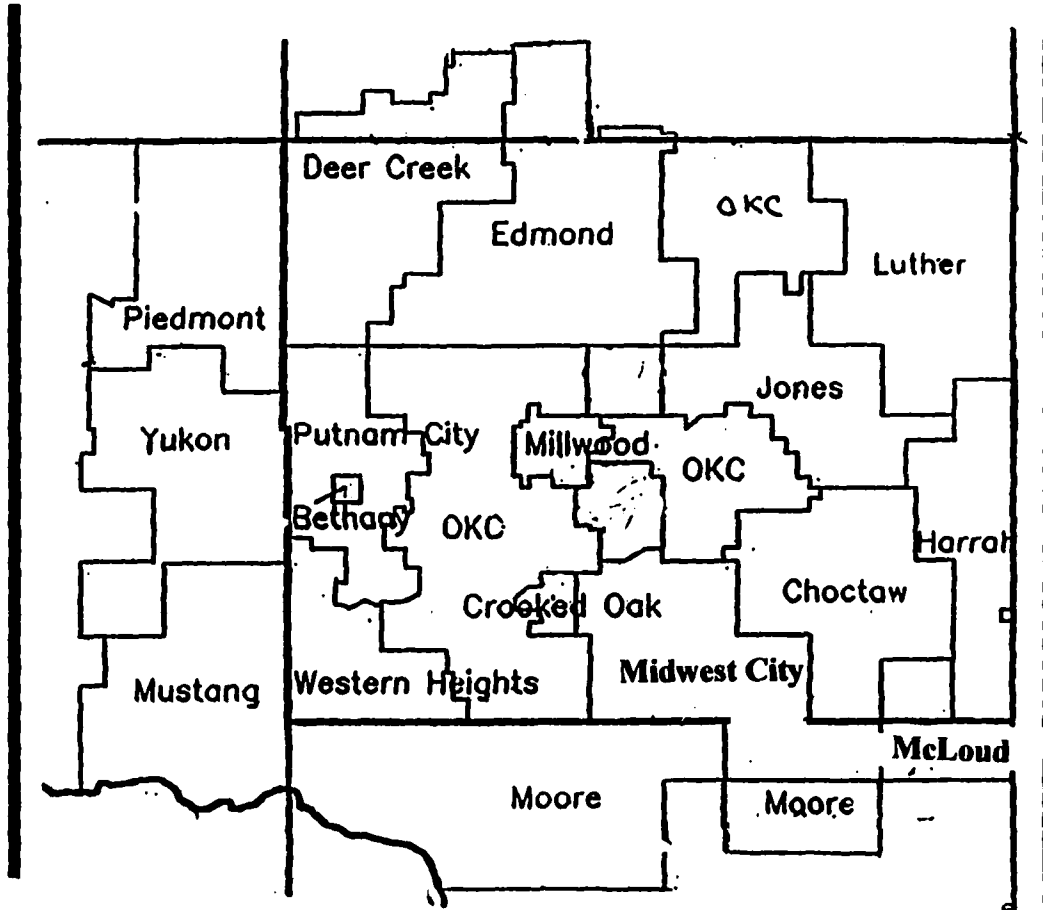 Deer Creek
OKC
Edmond
Luther
Piedmont
Jones
Yukon
Putnam City
Millwood
OKC
Bethany
OKC
Harrah
Choctaw
Crooked Oak
Midwest City
Mustang
Western Heights
McLoud
Moore
Moore